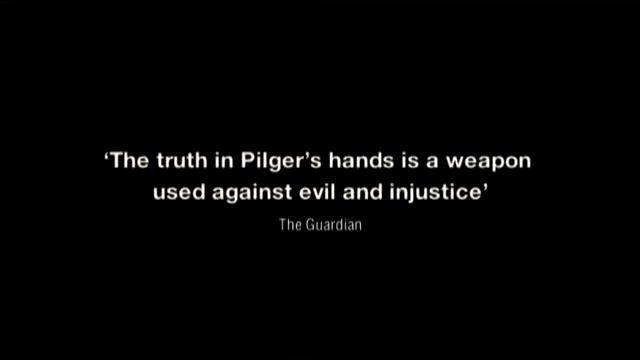 ‘The truth in Pilger’s hands is a weapon
used against evil and injustice’
The Guardian